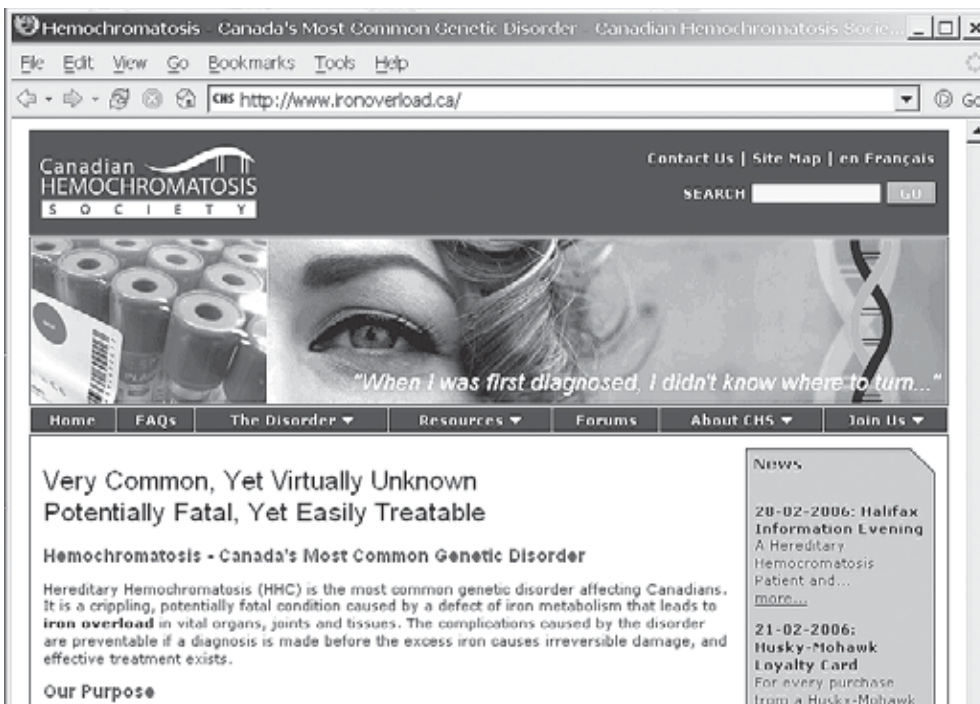 Hemochromatosis - Canada's Most Common Genetic Disorder - Canadian Hemochromatosis Socie...
File Edit View Go Bookmarks Tools Help
CHS http://www.ironoverload.ca/ Go
Contact Us | Site Map | en Français
Canadian
HEMOCHROMATOSIS
SOCIETY
SEARCH GO
"When I was first diagnosed, I didn't know where to turn..."
Home FAQs The Disorder Resources Forums About CHS Join Us
Very Common, Yet Virtually Unknown
Potentially Fatal, Yet Easily Treatable
Hemochromatosis - Canada's Most Common Genetic Disorder
Hereditary Hemochromatosis (HHC) is the most common genetic disorder affecting Canadians.
It is a crippling, potentially fatal condition caused by a defect of iron metabolism that leads to
iron overload in vital organs, joints and tissues. The complications caused by the disorder
are preventable if a diagnosis is made before the excess iron causes irreversible damage, and
effective treatment exists.
Our Purpose
News
28-02-2006: Halifax
Information Evening
A Hereditary
Hemocromatosis
Patient and...
more...
21-02-2006:
Husky-Mohawk
Loyalty Card
For every purchase
from a Husky-Mohawk